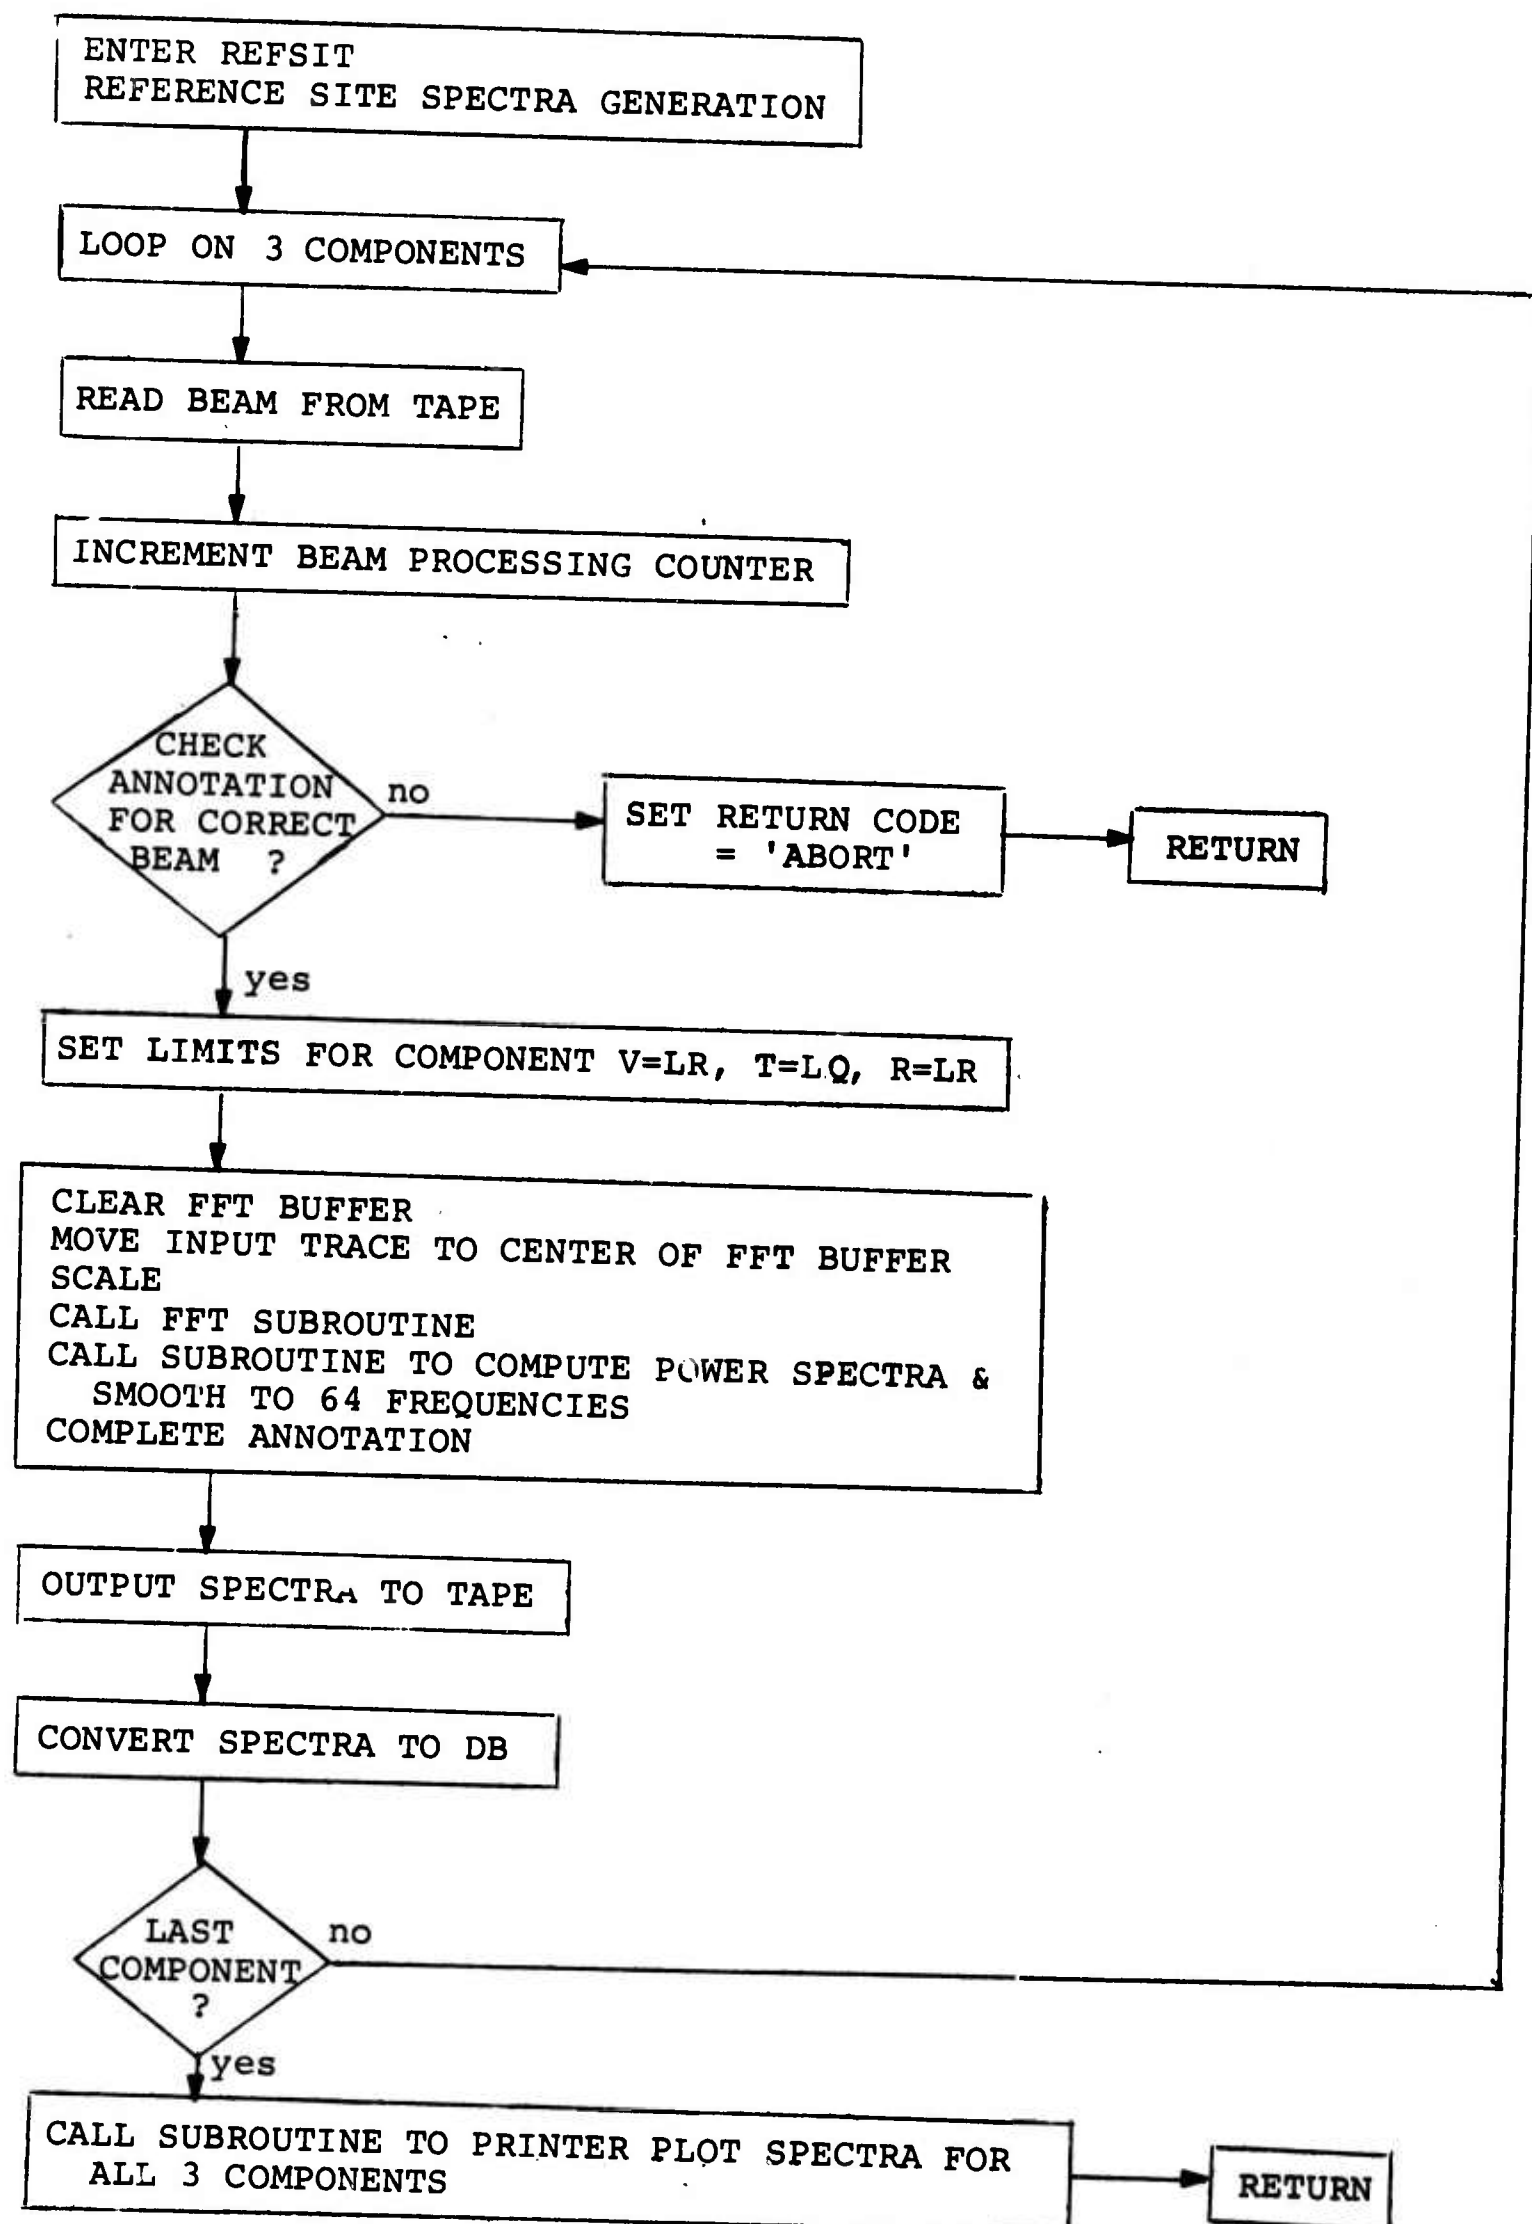 ENTER REFSIT
REFERENCE SITE SPECTRA GENERATION
LOOP ON 3 COMPONENTS
READ BEAM FROM TAPE
INCREMENT BEAM PROCESSING COUNTER
CHECK
ANNOTATION
FOR CORRECT
BEAM ?
no
SET RETURN CODE
= 'ABORT'
RETURN
yes
SET LIMITS FOR COMPONENT V=LR, T=LQ, R=LR
CLEAR FFT BUFFER
MOVE INPUT TRACE TO CENTER OF FFT BUFFER
SCALE
CALL FFT SUBROUTINE
CALL SUBROUTINE TO COMPUTE POWER SPECTRA &
SMOOTH TO 64 FREQUENCIES
COMPLETE ANNOTATION
OUTPUT SPECTRA TO TAPE
CONVERT SPECTRA TO DB
LAST
COMPONENT
?
no
yes
CALL SUBROUTINE TO PRINTER PLOT SPECTRA FOR
ALL 3 COMPONENTS
RETURN